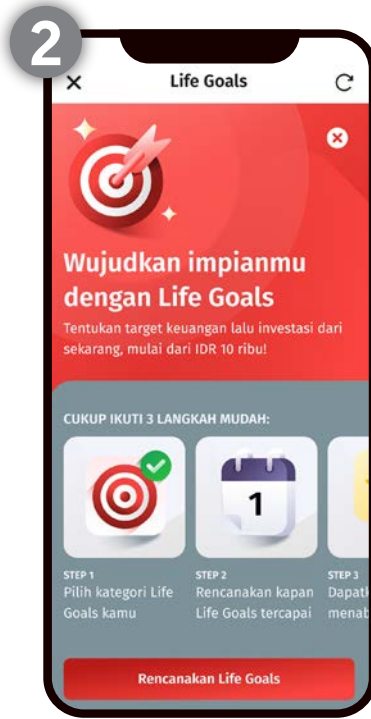 2
Life Goals
Wujudkan impianmu
dengan Life Goals
Tentukan target keuangan lalu investasi dari
sekarang, mulai dari IDR 10 ribu!
CUKUP IKUTI 3 LANGKAH MUDAH:
1
STEP 1
Pilih kategori Life
Goals kamu
STEP 2
Rencanakan kapan
Life Goals tercapai
STEP 3
Rencanakan Life Goals